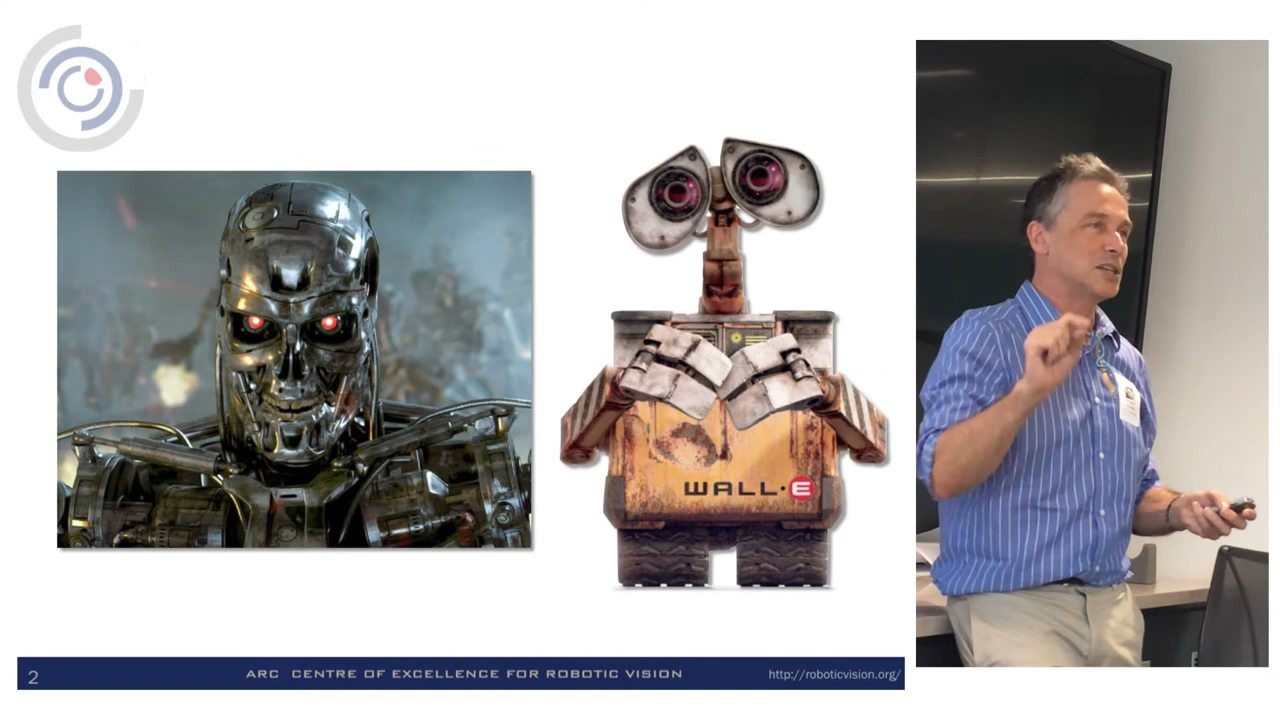 WALL·E
2
ARC CENTRE OF EXCELLENCE FOR ROBOTIC VISION
http://roboticvision.org/